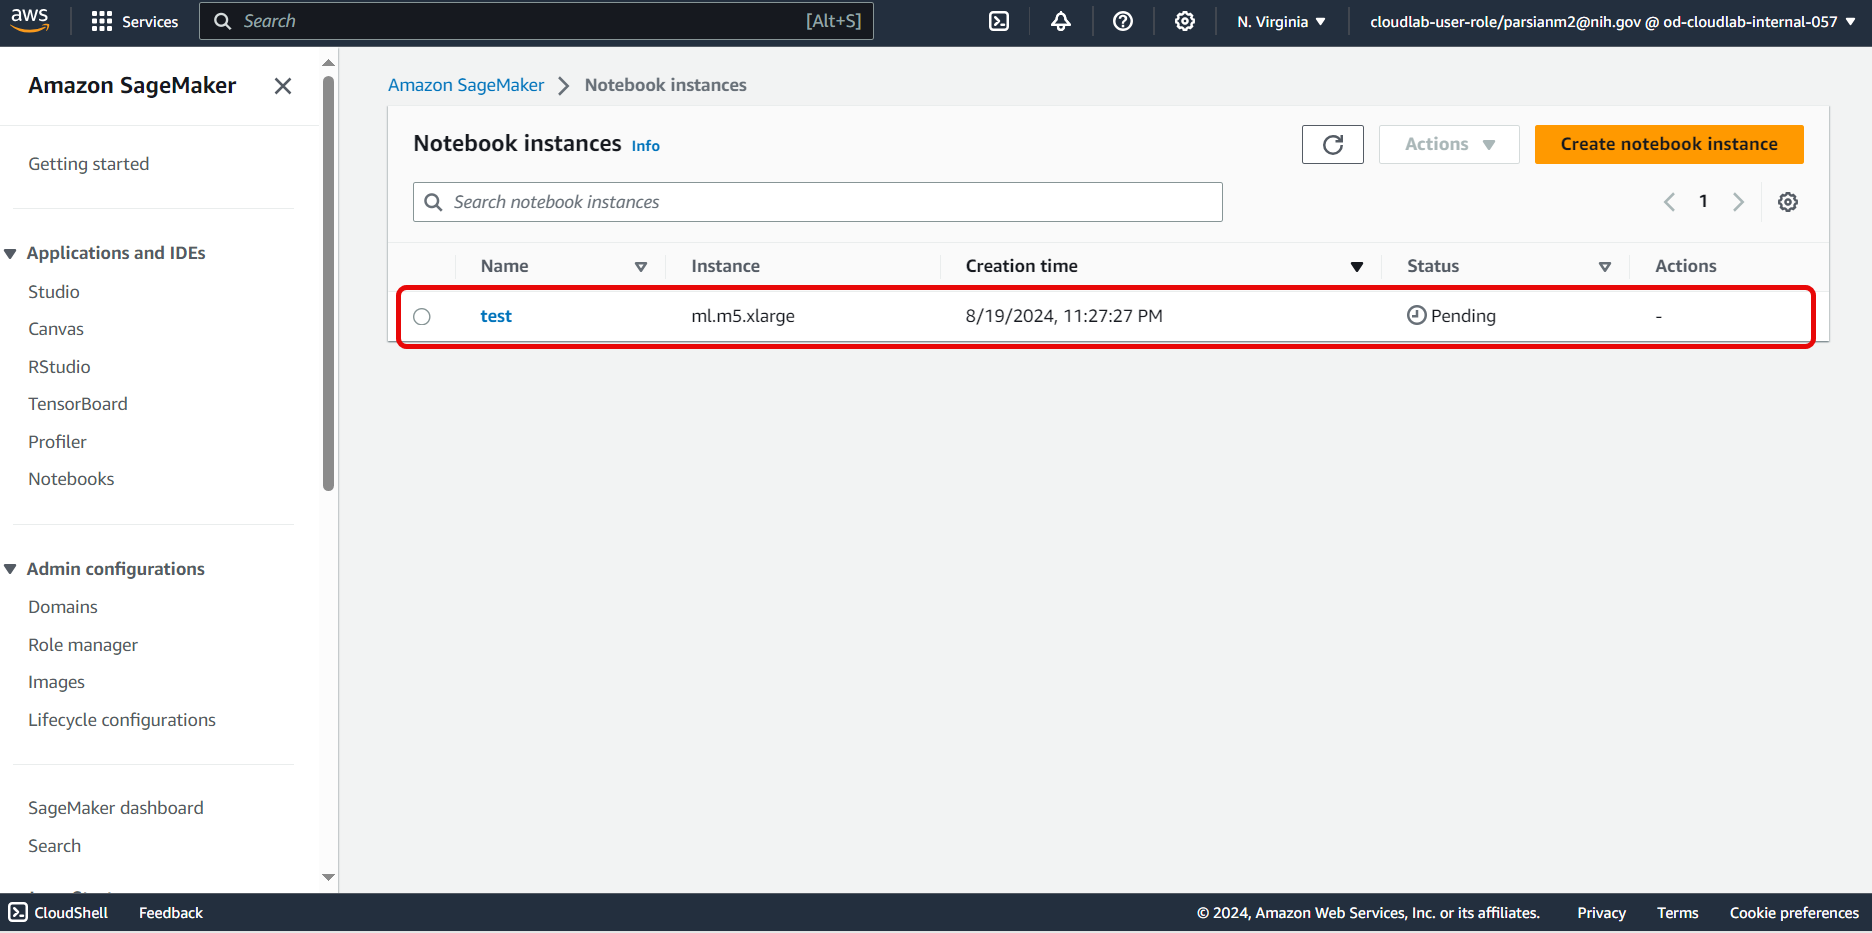 aws
Services
Search
[Alt+S]
N. Virginia
cloudlab-user-role/parsianm2@nih.gov @ od-cloudlab-internal-057
Amazon SageMaker
Getting started
Applications and IDEs
Studio
Canvas
RStudio
TensorBoard
Profiler
Notebooks
Admin configurations
Domains
Role manager
Images
Lifecycle configurations
SageMaker dashboard
Search
Amazon SageMaker
Notebook instances
Notebook instances Info
Actions
Create notebook instance
Search notebook instances
1
Name Instance Creation time Status Actions
test ml.m5.xlarge 8/19/2024, 11:27:27 PM Pending -
CloudShell Feedback
© 2024, Amazon Web Services, Inc. or its affiliates. Privacy Terms Cookie preferences